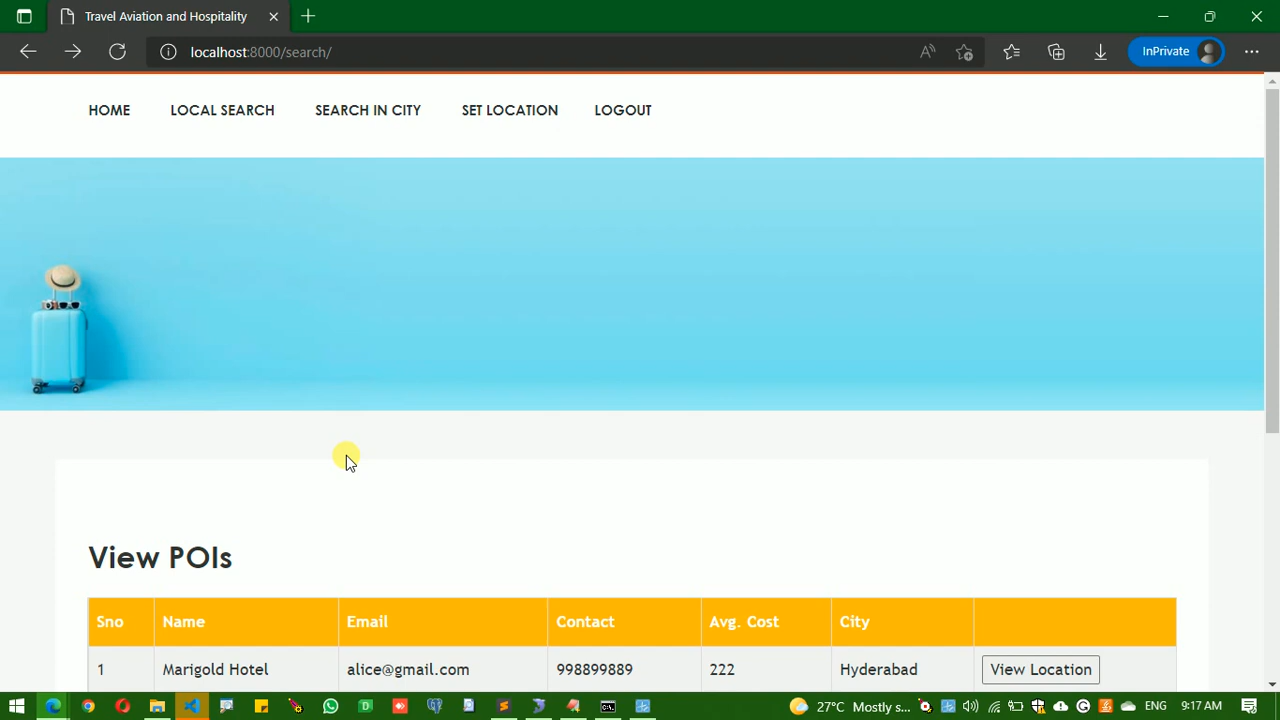 Travel Aviation and Hospitality
localhost:8000/search/
InPrivate
HOME LOCAL SEARCH SEARCH IN CITY SET LOCATION LOGOUT
View POIs
Sno Name Email Contact Avg. Cost City
1 Marigold Hotel alice@gmail.com 998899889 222 Hyderabad View Location
27°C Mostly s... ENG 9:17 AM